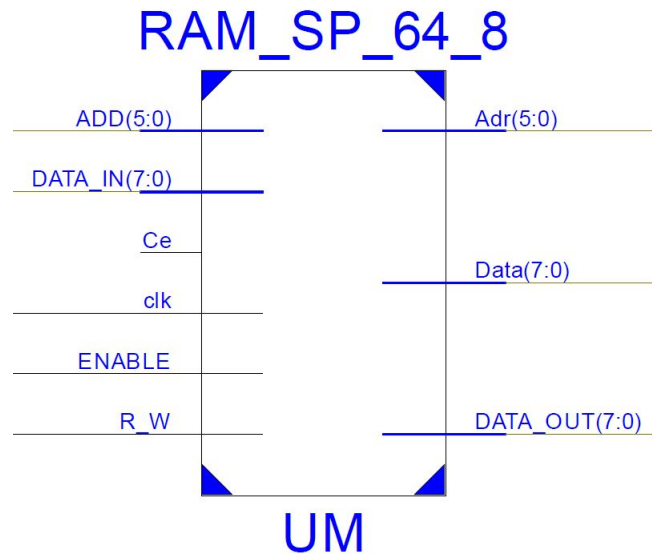 RAM_SP_64_8
ADD(5:0)
Adr(5:0)
DATA_IN(7:0)
Ce
Data(7:0)
clk
ENABLE
R_W
DATA_OUT(7:0)
UM